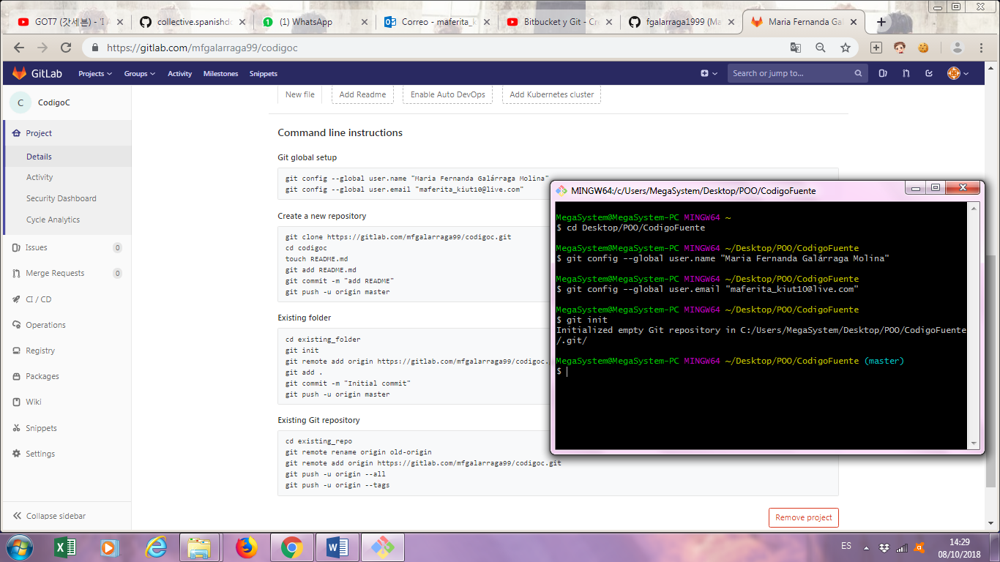 GOT7 (갓세븐) - 'I A
collective.spanishdo
(1) WhatsApp
Correo - maferita_k
Bitbucket y Git - Cr
fgalarraga1999 (Ma
Maria Fernanda Gal
https://gitlab.com/mfgalarraga99/codigoc
GitLab
Projects
Groups
Activity
Milestones
Snippets
Search or jump to...
C
CodigoC
Project
Details
Activity
Security Dashboard
Cycle Analytics
Issues
0
Merge Requests
0
CI / CD
Operations
Registry
Packages
Wiki
Snippets
Settings
Collapse sidebar
New file
Add Readme
Enable Auto DevOps
Add Kubernetes cluster
Command line instructions
Git global setup
git config --global user.name "Maria Fernanda Galárraga Molina"
git config --global user.email "maferita_kiut10@live.com"
Create a new repository
git clone https://gitlab.com/mfgalarraga99/codigoc.git
cd codigoc
touch README.md
git add README.md
git commit -m "add README"
git push -u origin master
Existing folder
cd existing_folder
git init
git remote add origin https://gitlab.com/mfgalarraga99/codigoc.
git add .
git commit -m "Initial commit"
git push -u origin master
Existing Git repository
cd existing_repo
git remote rename origin old-origin
git remote add origin https://gitlab.com/mfgalarraga99/codigoc.git
git push -u origin --all
git push -u origin --tags
Remove project
MINGW64:/c/Users/MegaSystem/Desktop/POO/CodigoFuente
MegaSystem@MegaSystem-PC MINGW64 ~
$ cd Desktop/POO/CodigoFuente
MegaSystem@MegaSystem-PC MINGW64 ~/Desktop/POO/CodigoFuente
$ git config --global user.name "Maria Fernanda Galárraga Molina"
MegaSystem@MegaSystem-PC MINGW64 ~/Desktop/POO/CodigoFuente
$ git config --global user.email "maferita_kiut10@live.com"
MegaSystem@MegaSystem-PC MINGW64 ~/Desktop/POO/CodigoFuente
$ git init
Initialized empty Git repository in C:/Users/MegaSystem/Desktop/POO/CodigoFuente
/.git/
MegaSystem@MegaSystem-PC MINGW64 ~/Desktop/POO/CodigoFuente (master)
$
ES
14:29
08/10/2018